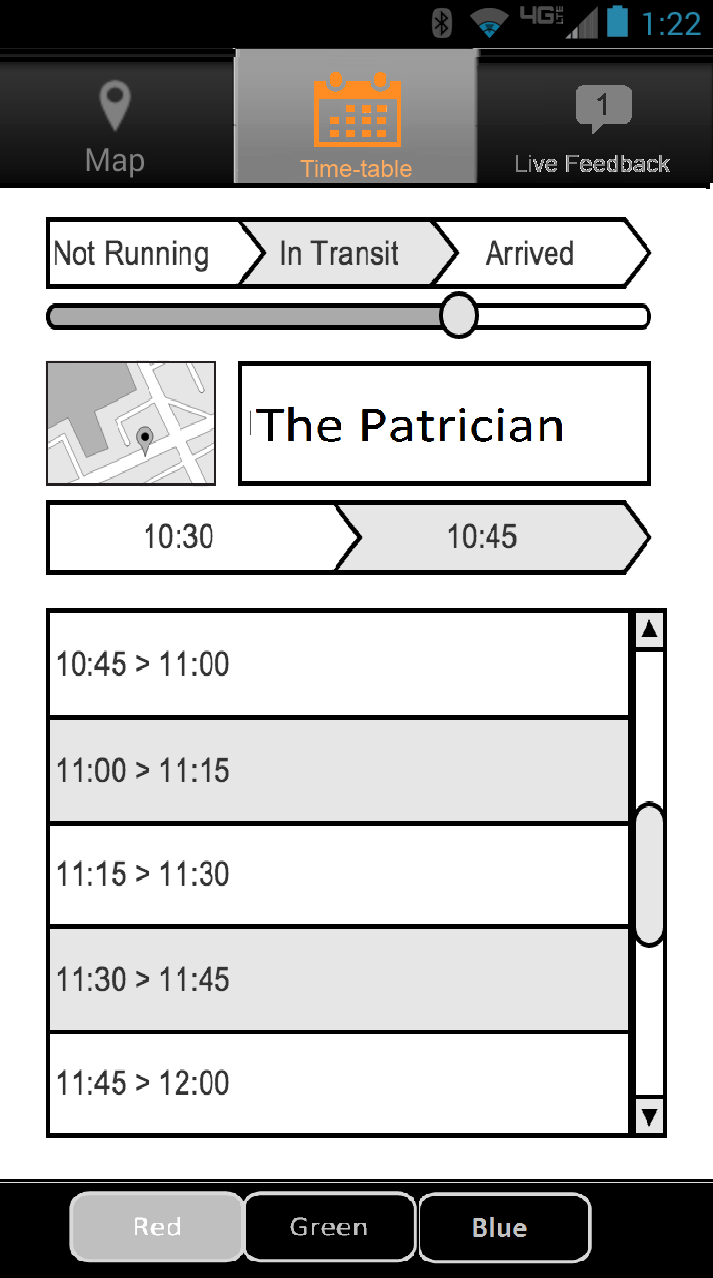 4G LTE 1:22
Map
Time-table
1
Live Feedback
Not Running In Transit Arrived
The Patrician
10:30 10:45
10:45 > 11:00
11:00 > 11:15
11:15 > 11:30
11:30 > 11:45
11:45 > 12:00
Red Green Blue